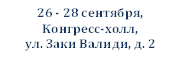 26 - 28 сентября,
Конгресс-холл,
ул. Заки Валиди, д. 2